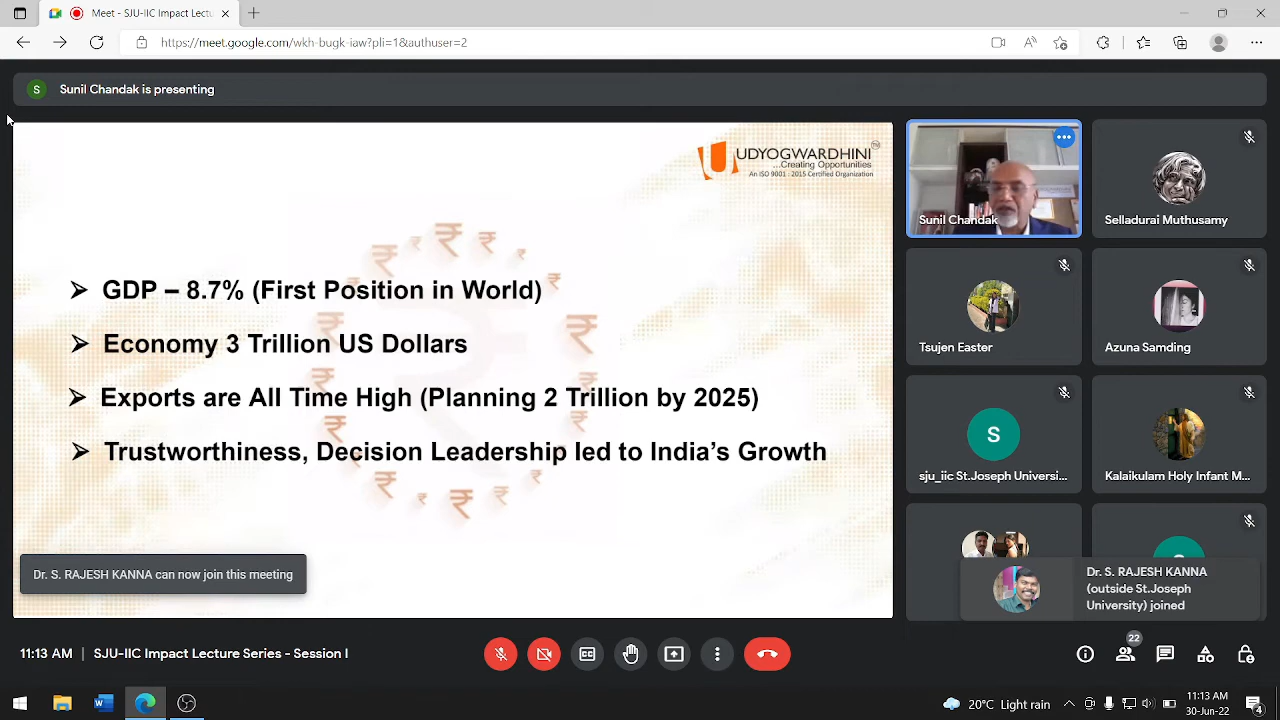 Meet - SJU-IIC Impact Lectu
https://meet.google.com/wkh-bugk-iaw?pli=1&authuser=2
S
Sunil Chandak is presenting
UDYOGWARDHINI TM
...Creating Opportunities
An ISO 9001 : 2015 Certified Organization
➢ GDP – 8.7% (First Position in World)
➢ Economy 3 Trillion US Dollars
➢ Exports are All Time High (Planning 2 Trillion by 2025)
➢ Trustworthiness, Decision Leadership led to India's Growth
Dr. S. RAJESH KANNA can now join this meeting
Sunil Chandak
Selladurai Muthusamy
Tsujen Easter
Azuna Samding
S
sju_iic St.Joseph Universi...
Kalaikulam Holy Infant M...
Dr. S. RAJESH KANNA
(outside St.Joseph
University) joined
11:13 AM | SJU-IIC Impact Lecture Series - Session I
22
20°C Light rain
11:13 AM
30-Jun-22